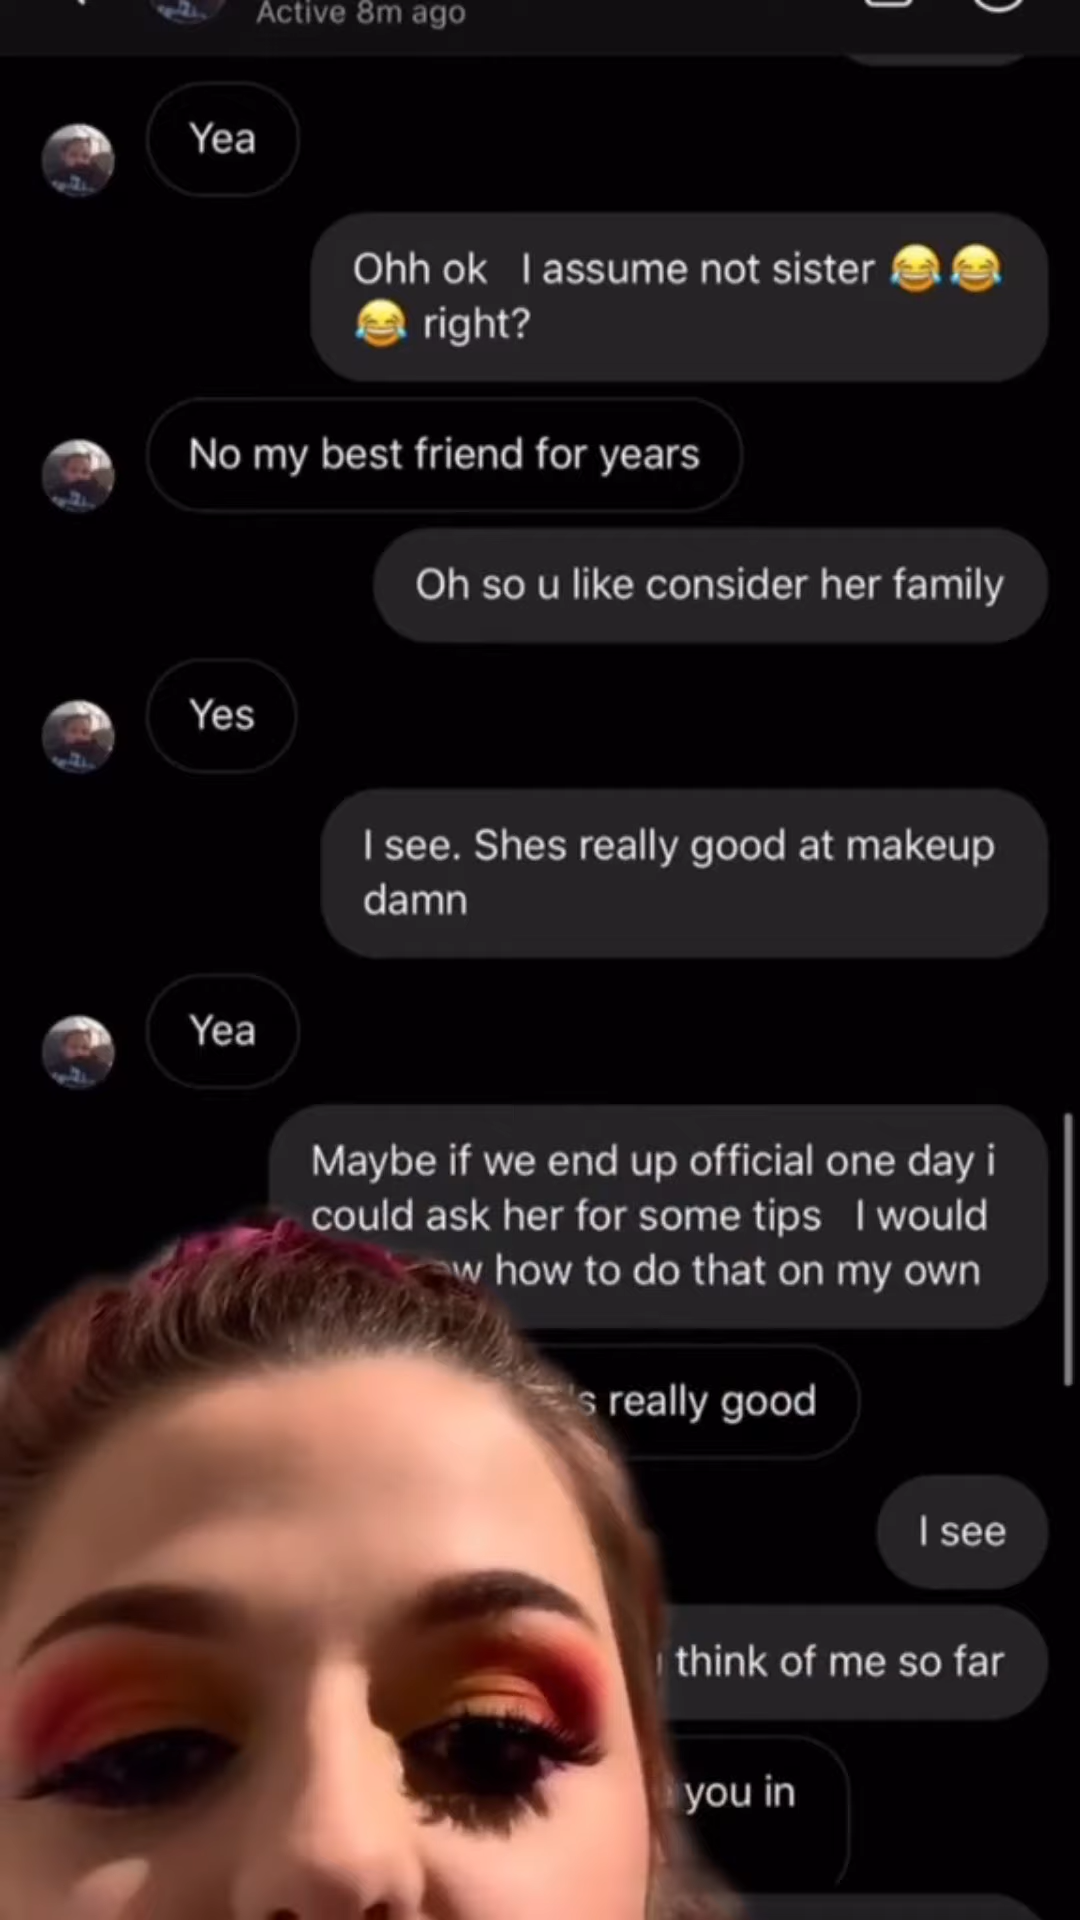 Active 8m ago
Yea
Ohh ok I assume not sister 😂😂
😂 right?
No my best friend for years
Oh so u like consider her family
Yes
I see. Shes really good at makeup
damn
Yea
Maybe if we end up official one day i
could ask her for some tips I would
how to do that on my own
really good
I see
think of me so far
you in